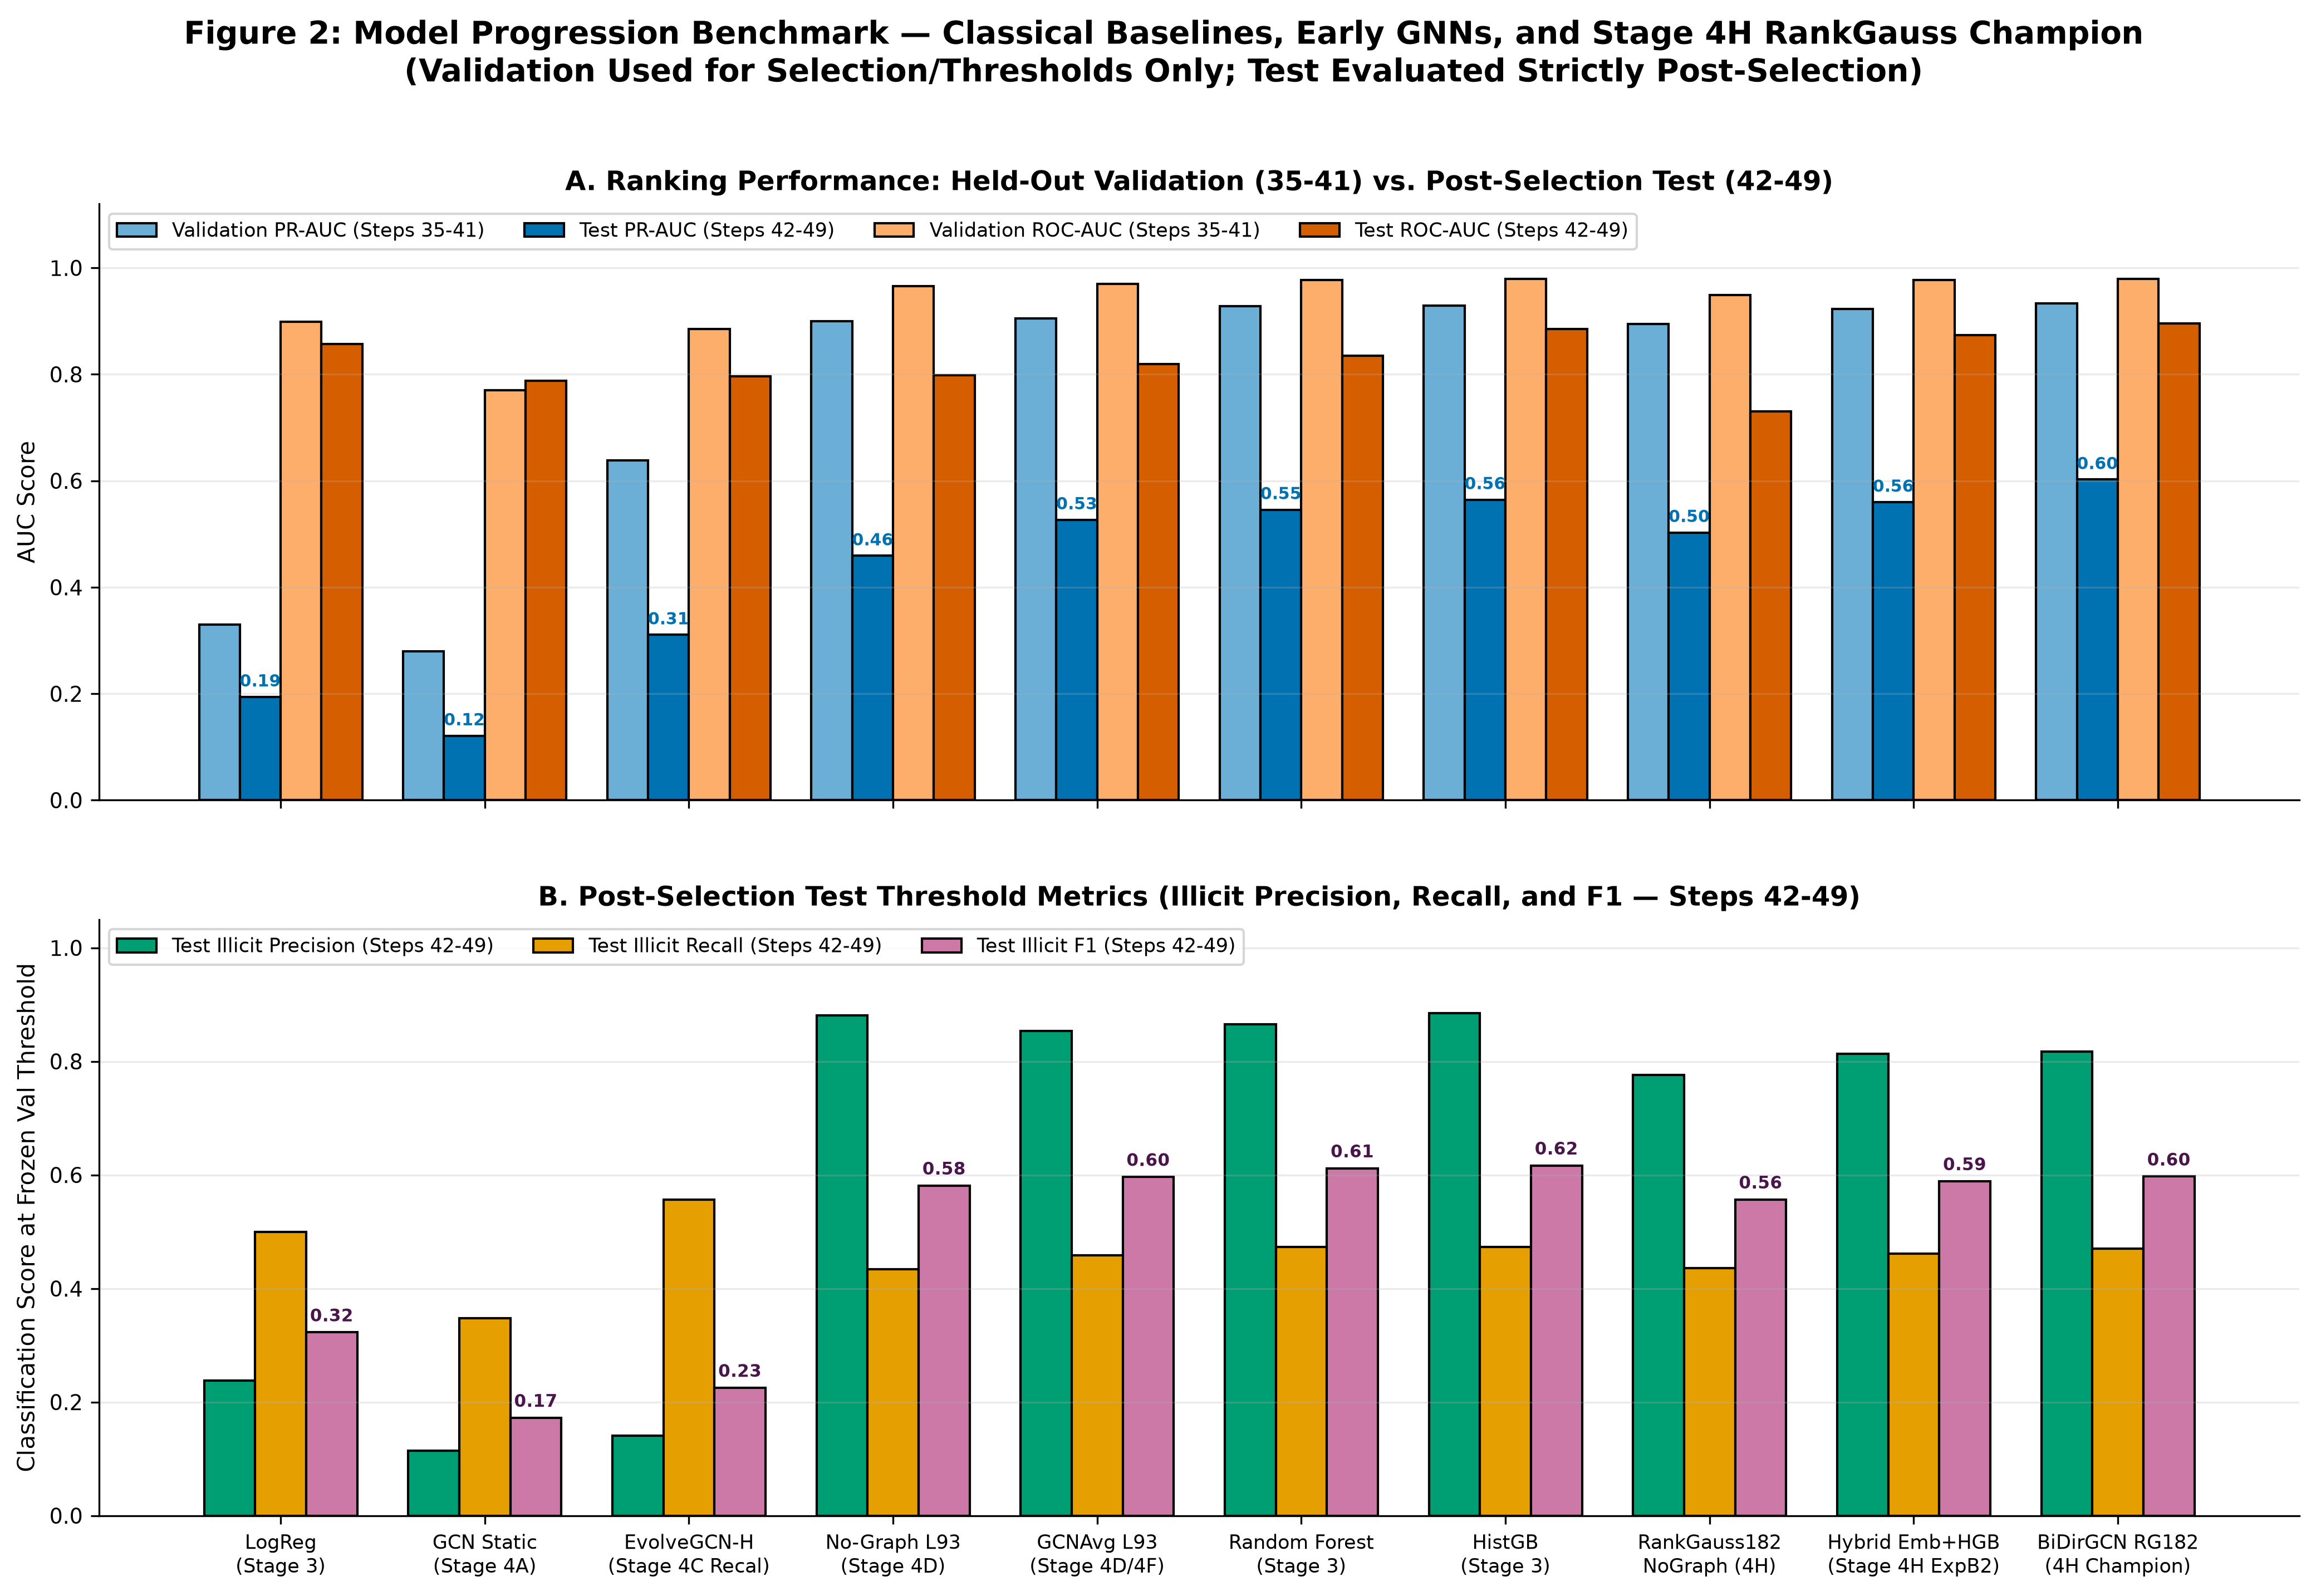 Figure 2: Model Progression Benchmark — Classical Baselines, Early GNNs, and Stage 4H RankGauss Champion
(Validation Used for Selection/Thresholds Only; Test Evaluated Strictly Post-Selection)
A. Ranking Performance: Held-Out Validation (35-41) vs. Post-Selection Test (42-49)
Validation PR-AUC (Steps 35-41)
Test PR-AUC (Steps 42-49)
Validation ROC-AUC (Steps 35-41)
Test ROC-AUC (Steps 42-49)
AUC Score
1.0
0.8
0.6
0.4
0.2
0.0
0.19
0.12
0.31
0.46
0.53
0.55
0.56
0.50
0.56
0.60
B. Post-Selection Test Threshold Metrics (Illicit Precision, Recall, and F1 — Steps 42-49)
Test Illicit Precision (Steps 42-49)
Test Illicit Recall (Steps 42-49)
Test Illicit F1 (Steps 42-49)
Classification Score at Frozen Val Threshold
1.0
0.8
0.6
0.4
0.2
0.0
0.32
0.17
0.23
0.58
0.60
0.61
0.62
0.56
0.59
0.60
LogReg
(Stage 3)
GCN Static
(Stage 4A)
EvolveGCN-H
(Stage 4C Recal)
No-Graph L93
(Stage 4D)
GCNAvg L93
(Stage 4D/4F)
Random Forest
(Stage 3)
HistGB
(Stage 3)
RankGauss182
NoGraph (4H)
Hybrid Emb+HGB
(Stage 4H ExpB2)
BiDirGCN RG182
(4H Champion)